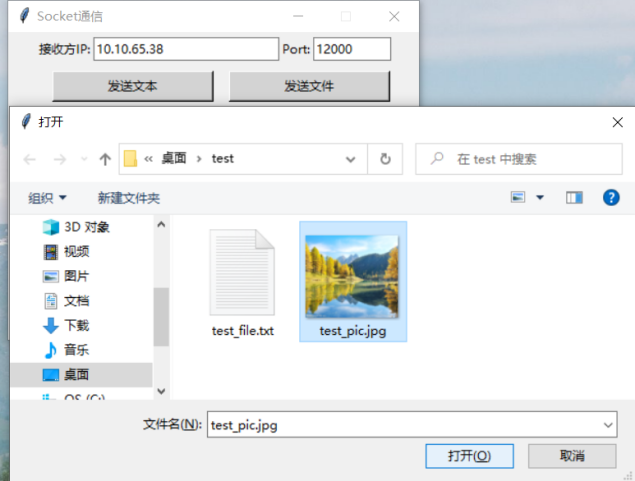 Socket通信
接收方IP: 10.10.65.38 Port: 12000
发送文本 发送文件
打开
« 桌面 › test
在 test 中搜索
组织 新建文件夹
3D 对象
视频
图片
文档
下载
音乐
桌面
OS (C:)
test_file.txt
test_pic.jpg
文件名(N): test_pic.jpg
打开(O) 取消